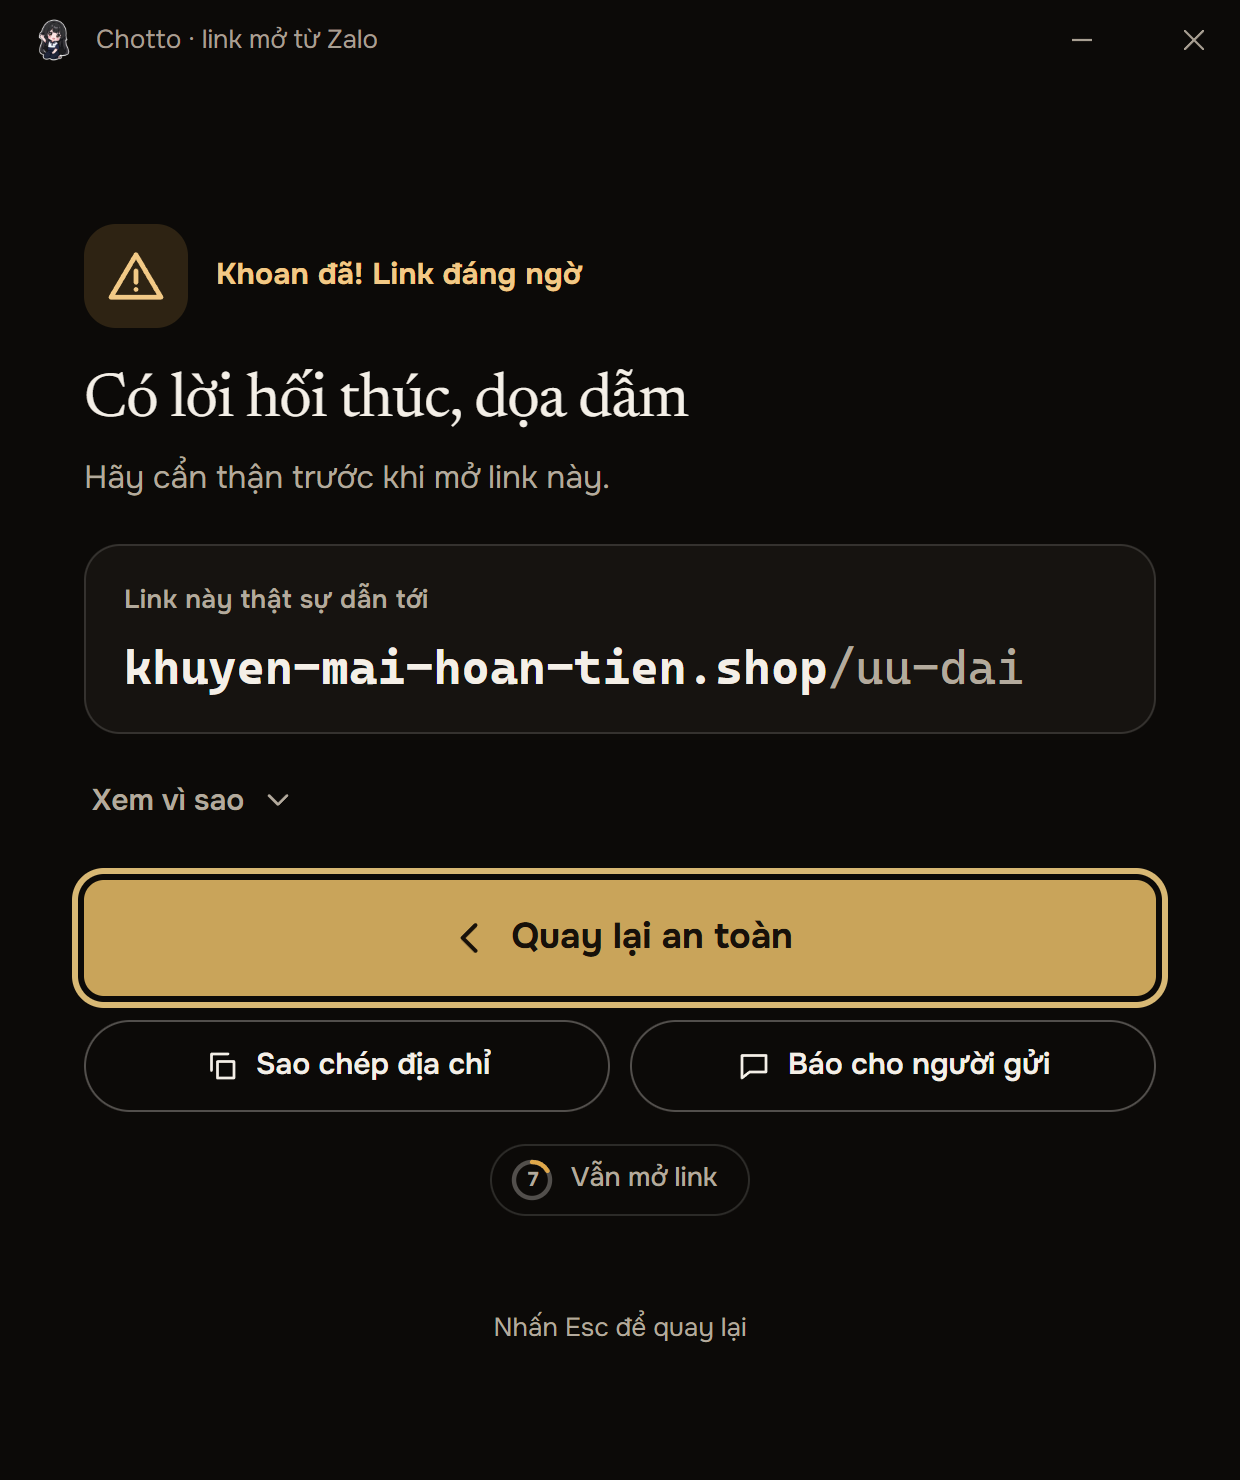 Chotto · link mở từ Zalo
Khoan đã! Link đáng ngờ
Có lời hối thúc, dọa dẫm
Hãy cẩn thận trước khi mở link này.
Link này thật sự dẫn tới
khuyen-mai-hoan-tien.shop/uu-dai
Xem vì sao
Quay lại an toàn
Sao chép địa chỉ
Báo cho người gửi
7 Vẫn mở link
Nhấn Esc để quay lại